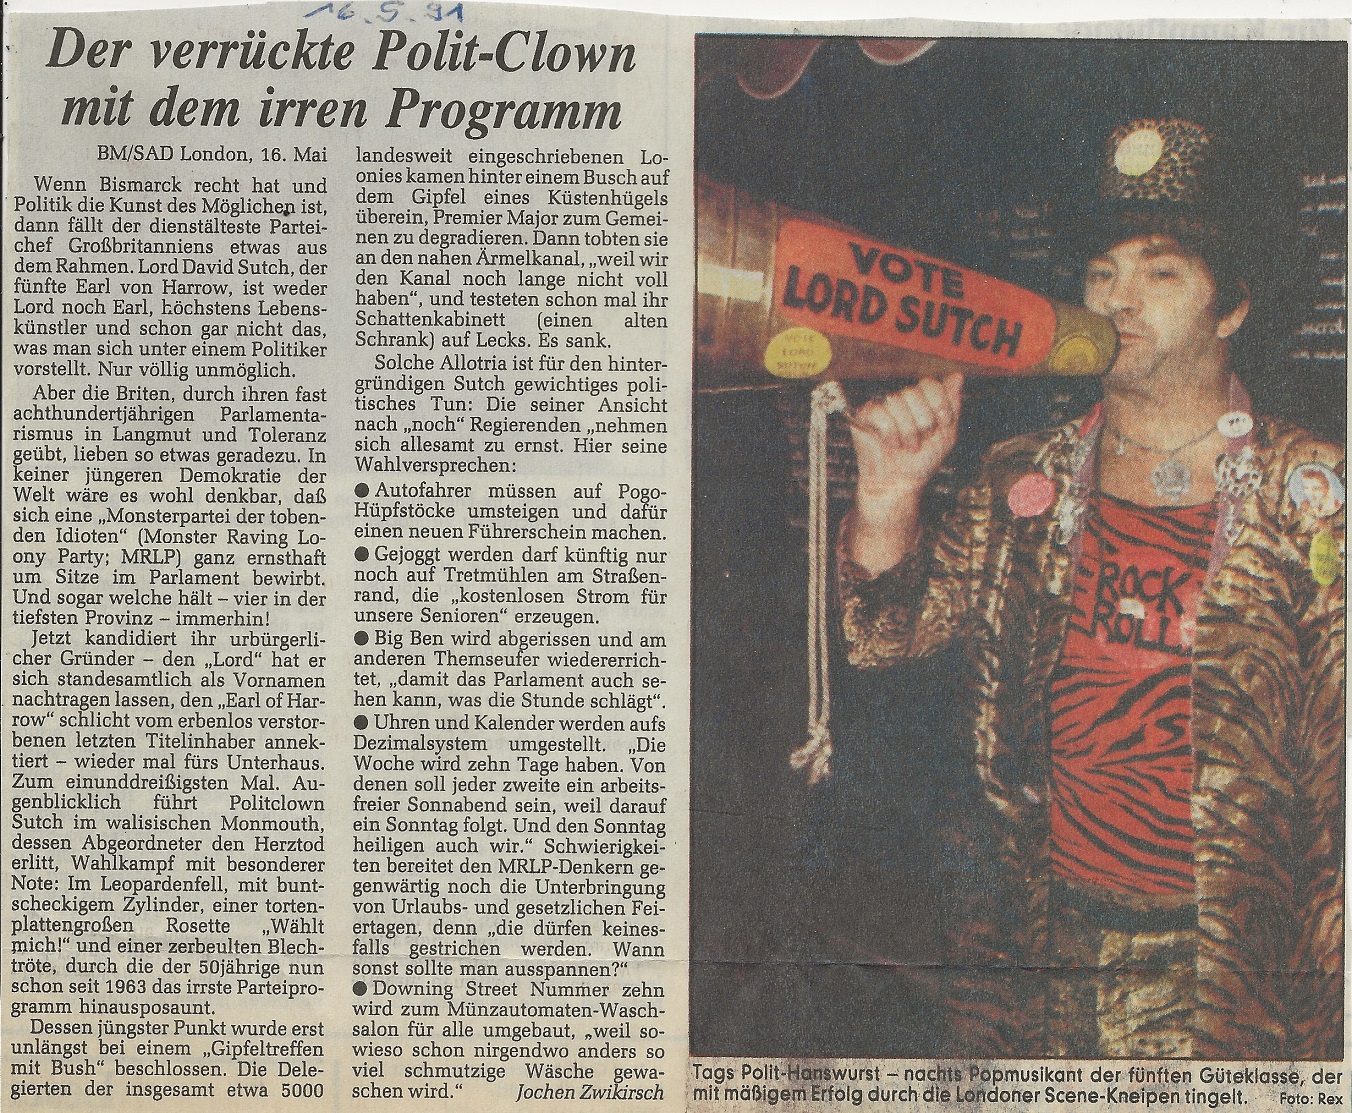 16.5.91
Der verrückte Polit-Clown
mit dem irren Programm
BM/SAD London, 16. Mai
Wenn Bismarck recht hat und
Politik die Kunst des Möglichen ist,
dann fällt der dienstälteste Partei-
chef Großbritanniens etwas aus
dem Rahmen. Lord David Sutch, der
fünfte Earl von Harrow, ist weder
Lord noch Earl, höchstens Lebens-
künstler und schon gar nicht das,
was man sich unter einem Politiker
vorstellt. Nur völlig unmöglich.
Aber die Briten, durch ihren fast
achthundertjährigen Parlamenta-
rismus in Langmut und Toleranz
geübt, lieben so etwas geradezu. In
keiner jüngeren Demokratie der
Welt wäre es wohl denkbar, daß
sich eine „Monsterpartei der toben-
den Idioten“ (Monster Raving Lo-
ony Party; MRLP) ganz ernsthaft
um Sitze im Parlament bewirbt.
Und sogar welche hält – vier in der
tiefsten Provinz – immerhin!
Jetzt kandidiert ihr urbürgerli-
cher Gründer – den „Lord“ hat er
sich standesamtlich als Vornamen
nachtragen lassen, den „Earl of Har-
row“ schlicht vom erbenlos verstor-
benen letzten Titelinhaber annek-
tiert – wieder mal fürs Unterhaus.
Zum einunddreißigsten Mal. Au-
genblicklich führt Politclown
Sutch im walisischen Monmouth,
dessen Abgeordneter den Herztod
erlitt, Wahlkampf mit besonderer
Note: Im Leopardenfell, mit bunt-
scheckigem Zylinder, einer torten-
plattengroßen Rosette „Wählt
mich!“ und einer zerbeulten Blech-
tröte, durch die der 50jährige nun
schon seit 1963 das irrste Parteipro-
gramm hinausposaunt.
Dessen jüngster Punkt wurde erst
unlängst bei einem „Gipfeltreffen
mit Bush“ beschlossen. Die Dele-
gierten der insgesamt etwa 5000
landesweit eingeschriebenen Lo-
onies kamen hinter einem Busch auf
dem Gipfel eines Küstenhügels
überein, Premier Major zum Gemei-
nen zu degradieren. Dann tobten sie
an den nahen Ärmelkanal, „weil wir
den Kanal noch lange nicht voll
haben“, und testeten schon mal ihr
Schattenkabinett (einen alten
Schrank) auf Lecks. Es sank.
Solche Allotria ist für den hinter-
gründigen Sutch gewichtiges poli-
tisches Tun: Die seiner Ansicht
nach „noch“ Regierenden „nehmen
sich allesamt zu ernst. Hier seine
Wahlversprechen:
● Autofahrer müssen auf Pogo-
Hüpfstöcke umsteigen und dafür
einen neuen Führerschein machen.
● Gejoggt werden darf künftig nur
noch auf Tretmühlen am Straßen-
rand, die „kostenlosen Strom für
unsere Senioren“ erzeugen.
● Big Ben wird abgerissen und am
anderen Themseufer wiedererrich-
tet, „damit das Parlament auch se-
hen kann, was die Stunde schlägt“.
● Uhren und Kalender werden aufs
Dezimalsystem umgestellt. „Die
Woche wird zehn Tage haben. Von
denen soll jeder zweite ein arbeits-
freier Sonnabend sein, weil darauf
ein Sonntag folgt. Und den Sonntag
heiligen auch wir.“ Schwierigkei-
ten bereitet den MRLP-Denkern ge-
genwärtig noch die Unterbringung
von Urlaubs- und gesetzlichen Fei-
ertagen, denn „die dürfen keines-
falls gestrichen werden. Wann
sonst sollte man ausspannen?“
● Downing Street Nummer zehn
wird zum Münzautomaten-Wasch-
salon für alle umgebaut, „weil so-
wieso schon nirgendwo anders so
viel schmutzige Wäsche gewa-
schen wird.“ Jochen Zwikirsch
VOTE
LORD SUTCH
VOTE
LORD
SUTCH
ROCK
ROLL
Tags Polit-Hanswurst – nachts Popmusikant der fünften Güteklasse, der
mit mäßigem Erfolg durch die Londoner Scene-Kneipen tingelt. Foto: Rex